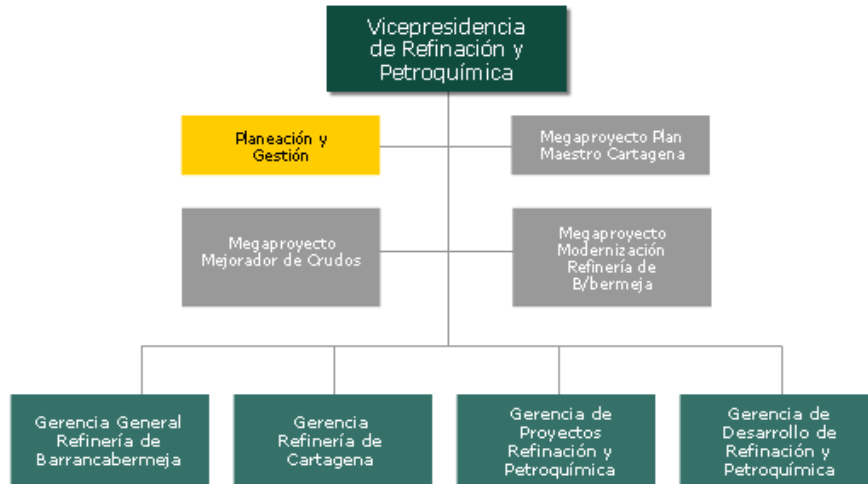 Vicepresidencia
de Refinación y
Petroquímica
Planeación y
Gestión
Megaproyecto Plan
Maestro Cartagena
Megaproyecto
Mejorador de Crudos
Megaproyecto
Modernización
Refinería de
B/bermeja
Gerencia General
Refinería de
Barrancabermeja
Gerencia
Refinería de
Cartagena
Gerencia de
Proyectos
Refinación y
Petroquímica
Gerencia de
Desarrollo de
Refinación y
Petroquímica